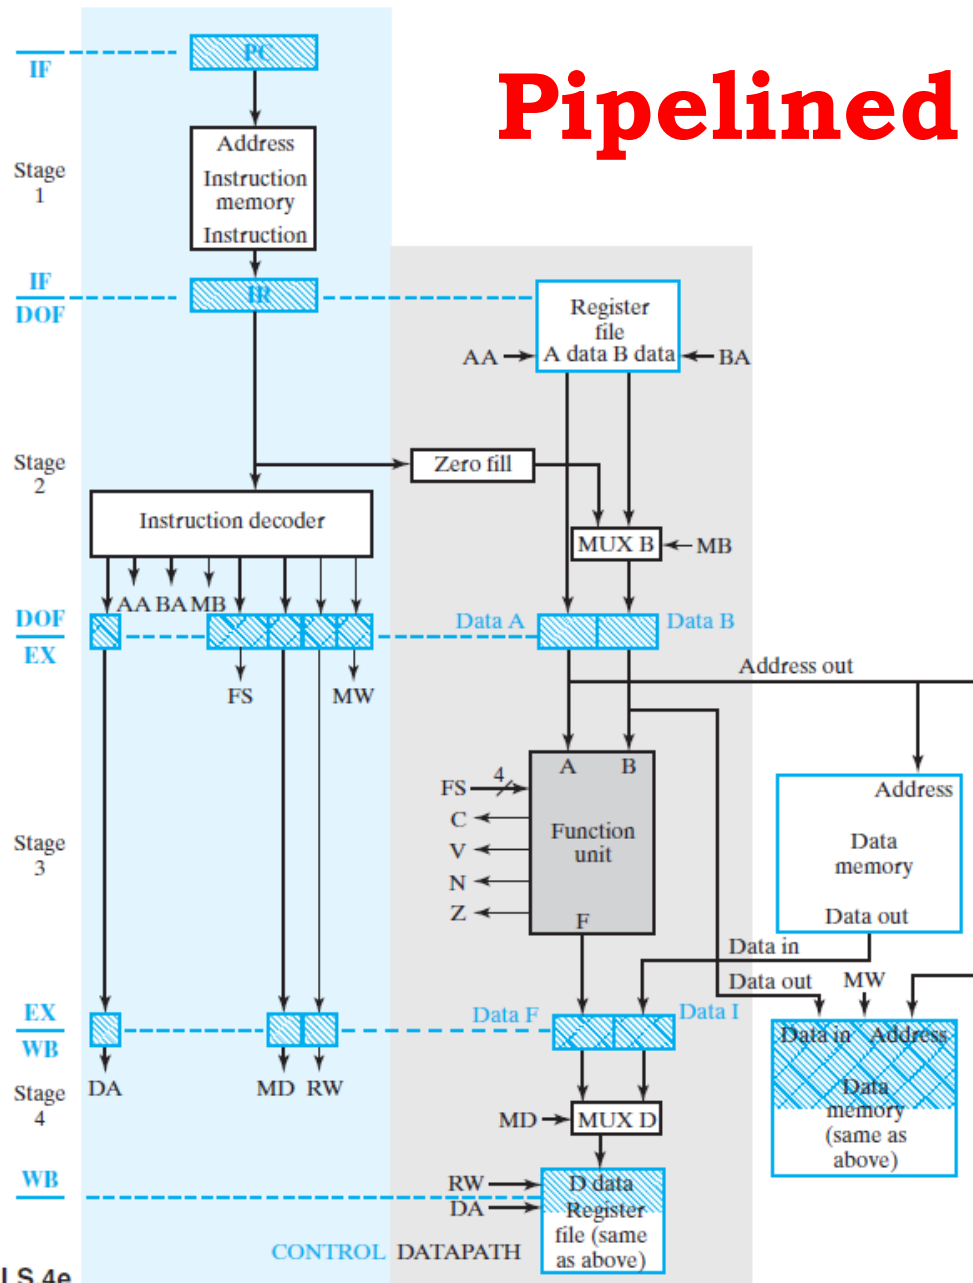 Pipelined
PC
IF
Address
Instruction
memory
Instruction
Stage
1
IF
IR
DOF
Register
file
AA
A data B data
BA
Stage
2
Zero fill
Instruction decoder
MUX B
MB
AA BA MB
DOF
Data A
Data B
EX
Address out
FS
MW
A
B
FS
4
C
V
N
Z
Function
unit
F
Address
Data
memory
Data out
Stage
3
Data in
Data out
MW
EX
Data F
Data I
WB
Data in
Address
Data
memory
(same as
above)
DA
MD
RW
Stage
4
MD
MUX D
WB
RW
D data
DA
Register
file (same
as above)
CONTROL
DATAPATH
LS 4e